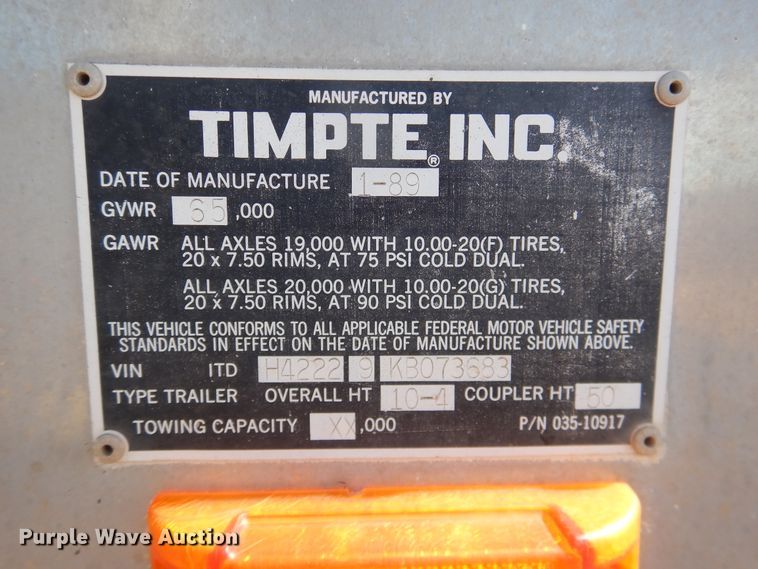 MANUFACTURED BY
TIMPTE, INC.®
DATE OF MANUFACTURE 1-89
GVWR 65 ,000
GAWR ALL AXLES 19,000 WITH 10.00-20(F) TIRES,
20 x 7.50 RIMS, AT 75 PSI COLD DUAL.
ALL AXLES 20,000 WITH 10.00-20(G) TIRES,
20 x 7.50 RIMS, AT 90 PSI COLD DUAL.
THIS VEHICLE CONFORMS TO ALL APPLICABLE FEDERAL MOTOR VEHICLE SAFETY
STANDARDS IN EFFECT ON THE DATE OF MANUFACTURE SHOWN ABOVE.
VIN 1TD H4222 9 KB073683
TYPE TRAILER OVERALL HT 10-4 COUPLER HT 50
TOWING CAPACITY XX ,000 P/N 035-10917
Purple Wave Auction